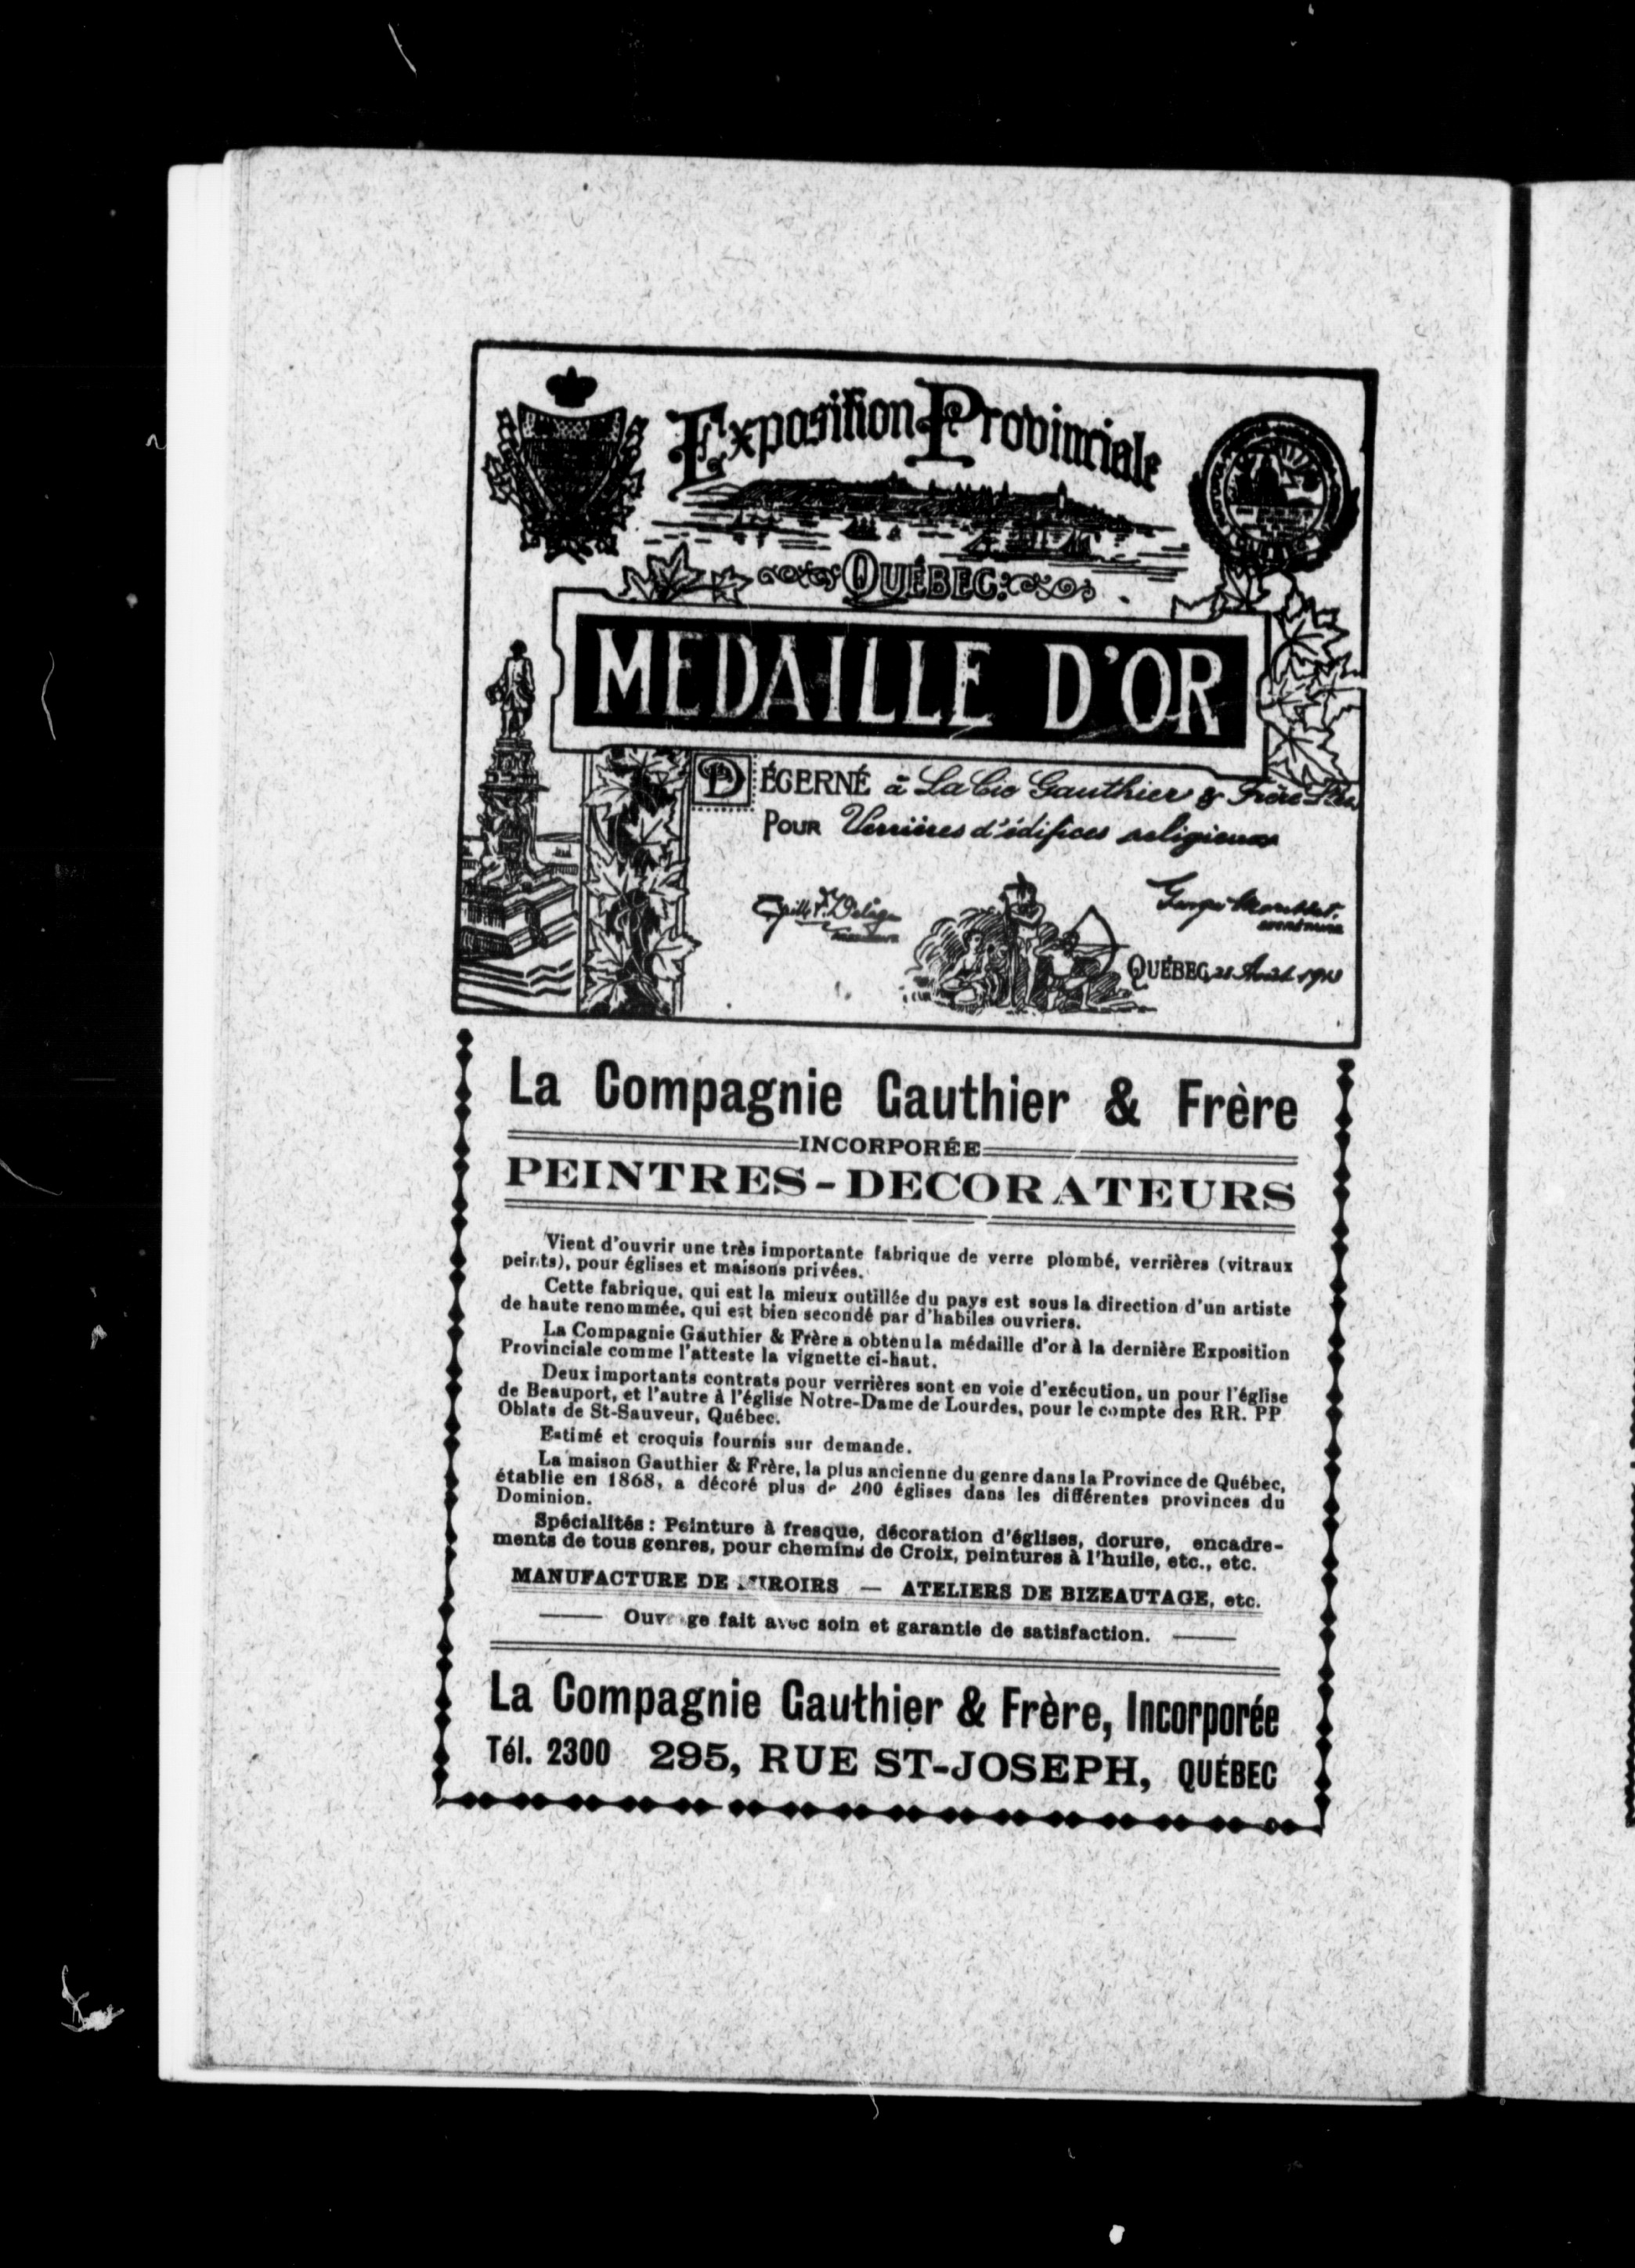 Exposition Provinciale
QUÉBEC.
MEDAILLE D'OR
DÉCERNÉ à La Cie Gauthier & Frère
POUR Verrières d'édifices religieux
QUÉBEC, 28 Août 1913
La Compagnie Gauthier & Frère
INCORPORÉE
PEINTRES-DECORATEURS
Vient d'ouvrir une très importante fabrique de verre plombé, verrières (vitraux
peints), pour églises et maisons privées.
Cette fabrique, qui est la mieux outillée du pays est sous la direction d'un artiste
de haute renommée, qui est bien secondé par d'habiles ouvriers.
La Compagnie Gauthier & Frère a obtenu la médaille d'or à la dernière Exposition
Provinciale comme l'atteste la vignette ci-haut.
Deux importants contrats pour verrières sont en voie d'exécution, un pour l'église
de Beauport, et l'autre à l'église Notre-Dame de Lourdes, pour le compte des RR. PP
Oblats de St-Sauveur, Québec.
Estimé et croquis fournis sur demande.
La maison Gauthier & Frère, la plus ancienne du genre dans la Province de Québec,
établie en 1868, a décoré plus de 200 églises dans les différentes provinces du
Dominion.
Spécialités : Peinture à fresque, décoration d'églises, dorure, encadre-
ments de tous genres, pour chemins de Croix, peintures à l'huile, etc., etc.
MANUFACTURE DE MIROIRS — ATELIERS DE BIZEAUTAGE, etc.
Ouvrage fait avec soin et garantie de satisfaction.
La Compagnie Gauthier & Frère, Incorporée
Tél. 2300 295, RUE ST-JOSEPH, QUÉBEC